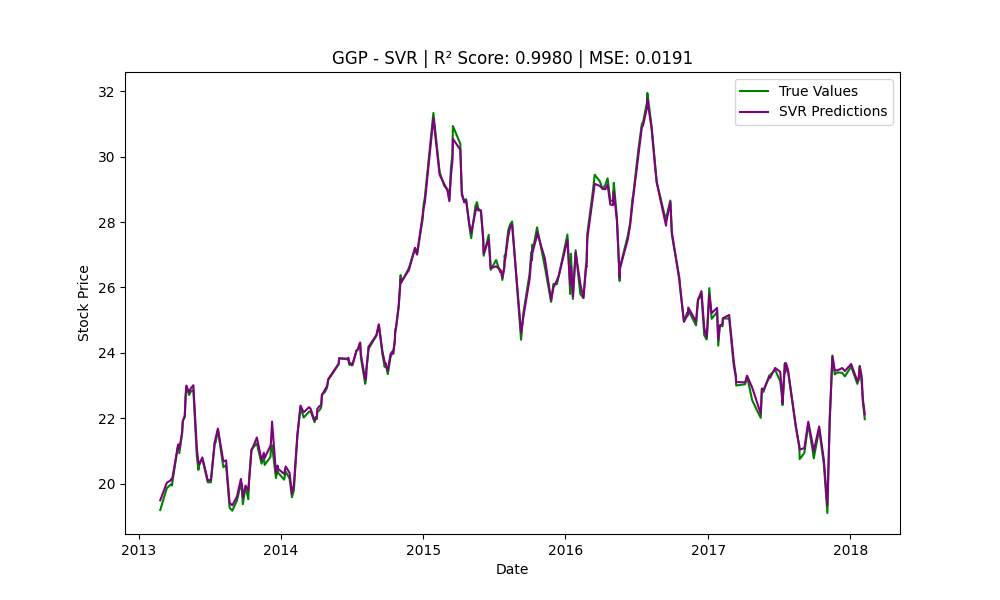 GGP - SVR | R² Score: 0.9980 | MSE: 0.0191
True Values
SVR Predictions
Stock Price
32
30
28
26
24
22
20
2013
2014
2015
2016
2017
2018
Date